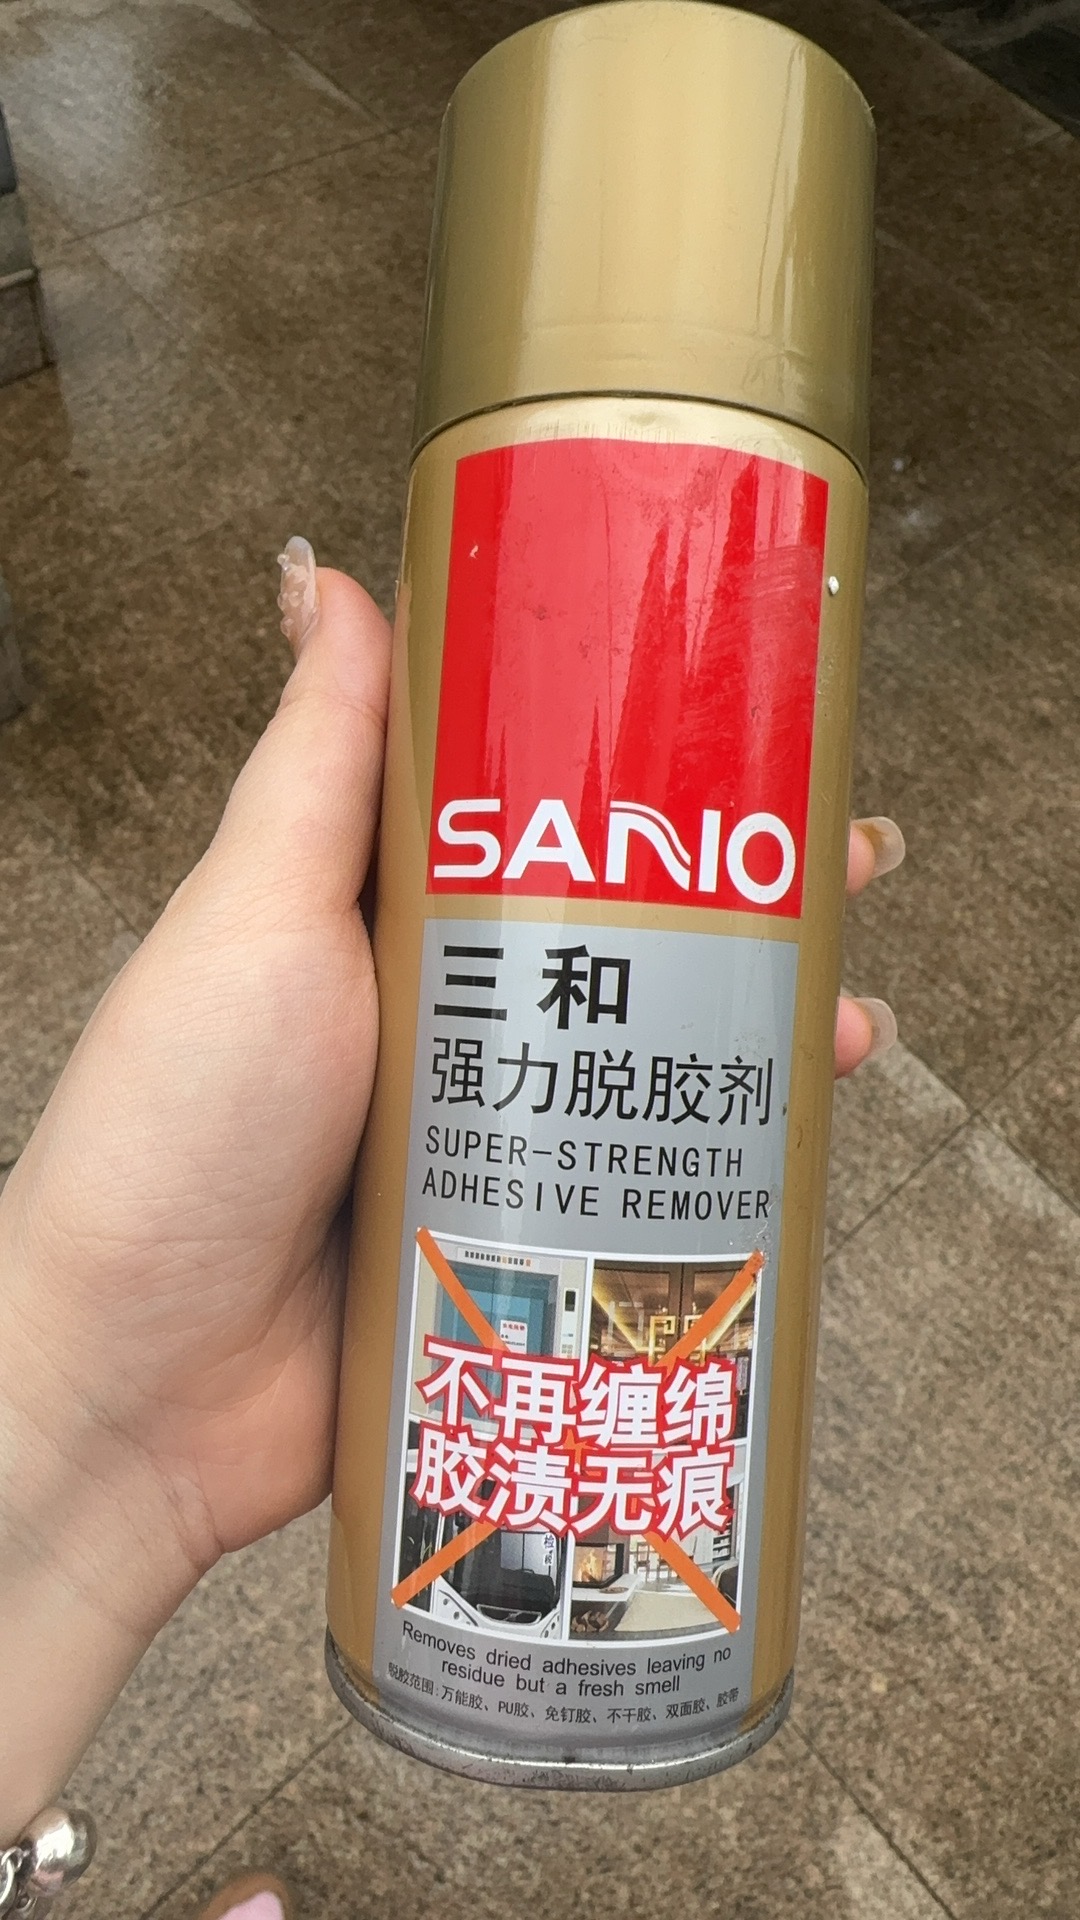 SANIO
三和
强力脱胶剂
SUPER-STRENGTH
ADHESIVE REMOVER
不再缠绵
胶渍无痕
Removes dried adhesives leaving no
residue but a fresh smell
脱胶范围:万能胶、PU胶、免钉胶、不干胶、双面胶、胶带